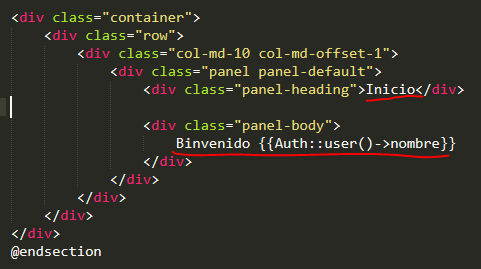 <div class="container">
<div class="row">
<div class="col-md-10 col-md-offset-1">
<div class="panel panel-default">
<div class="panel-heading">Inicio</div>
<div class="panel-body">
Binvenido {{Auth::user()->nombre}}
</div>
</div>
</div>
</div>
</div>
@endsection